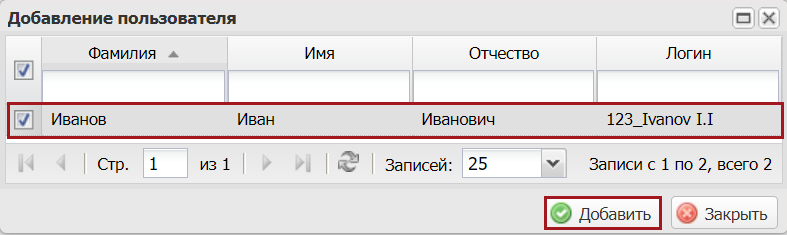 Добавление пользователя
Фамилия Имя Отчество Логин
Иванов Иван Иванович 123_Ivanov I.I
Стр. 1 из 1 Записей: 25 Записи с 1 по 2, всего 2
Добавить Закрыть